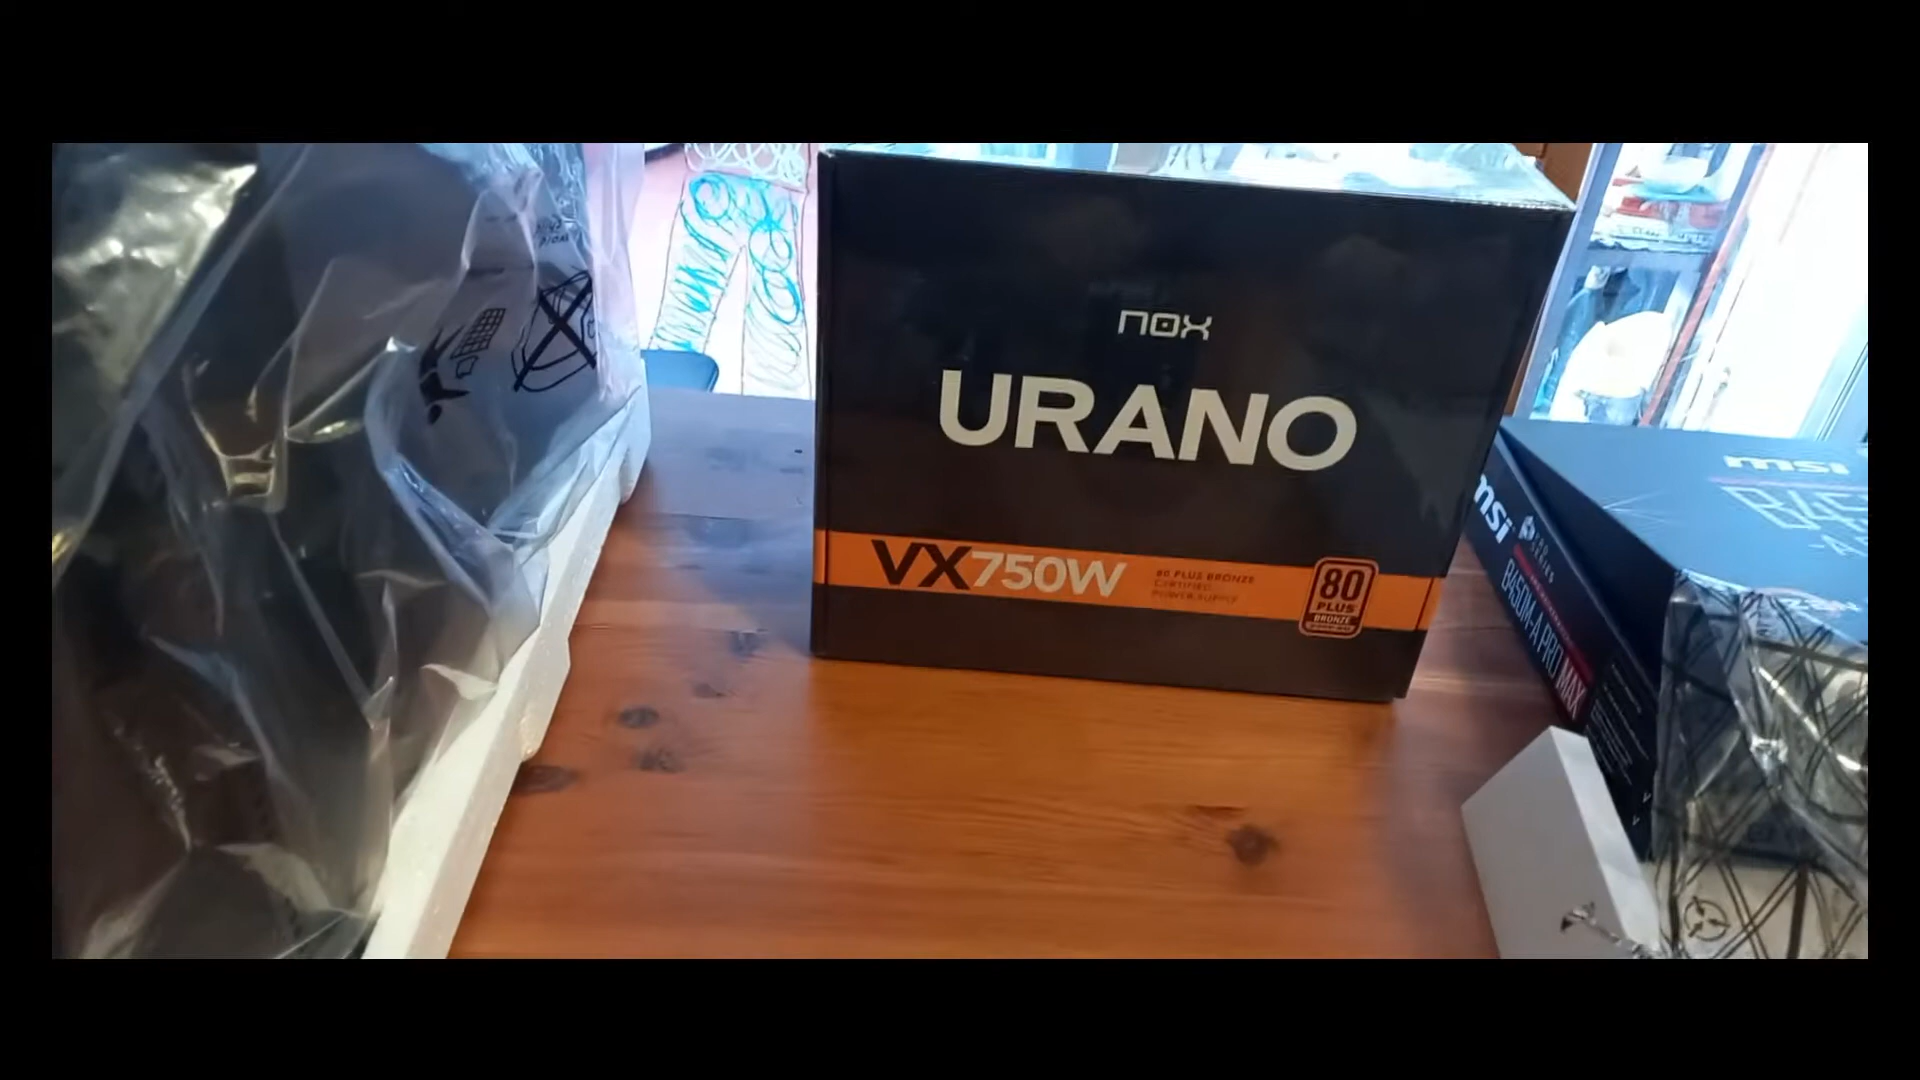 nox
URANO
VX750W
80 PLUS BRONZE
CERTIFIED
POWER SUPPLY
80
PLUS
BRONZE
msi
msi
B450M-A PRO MAX